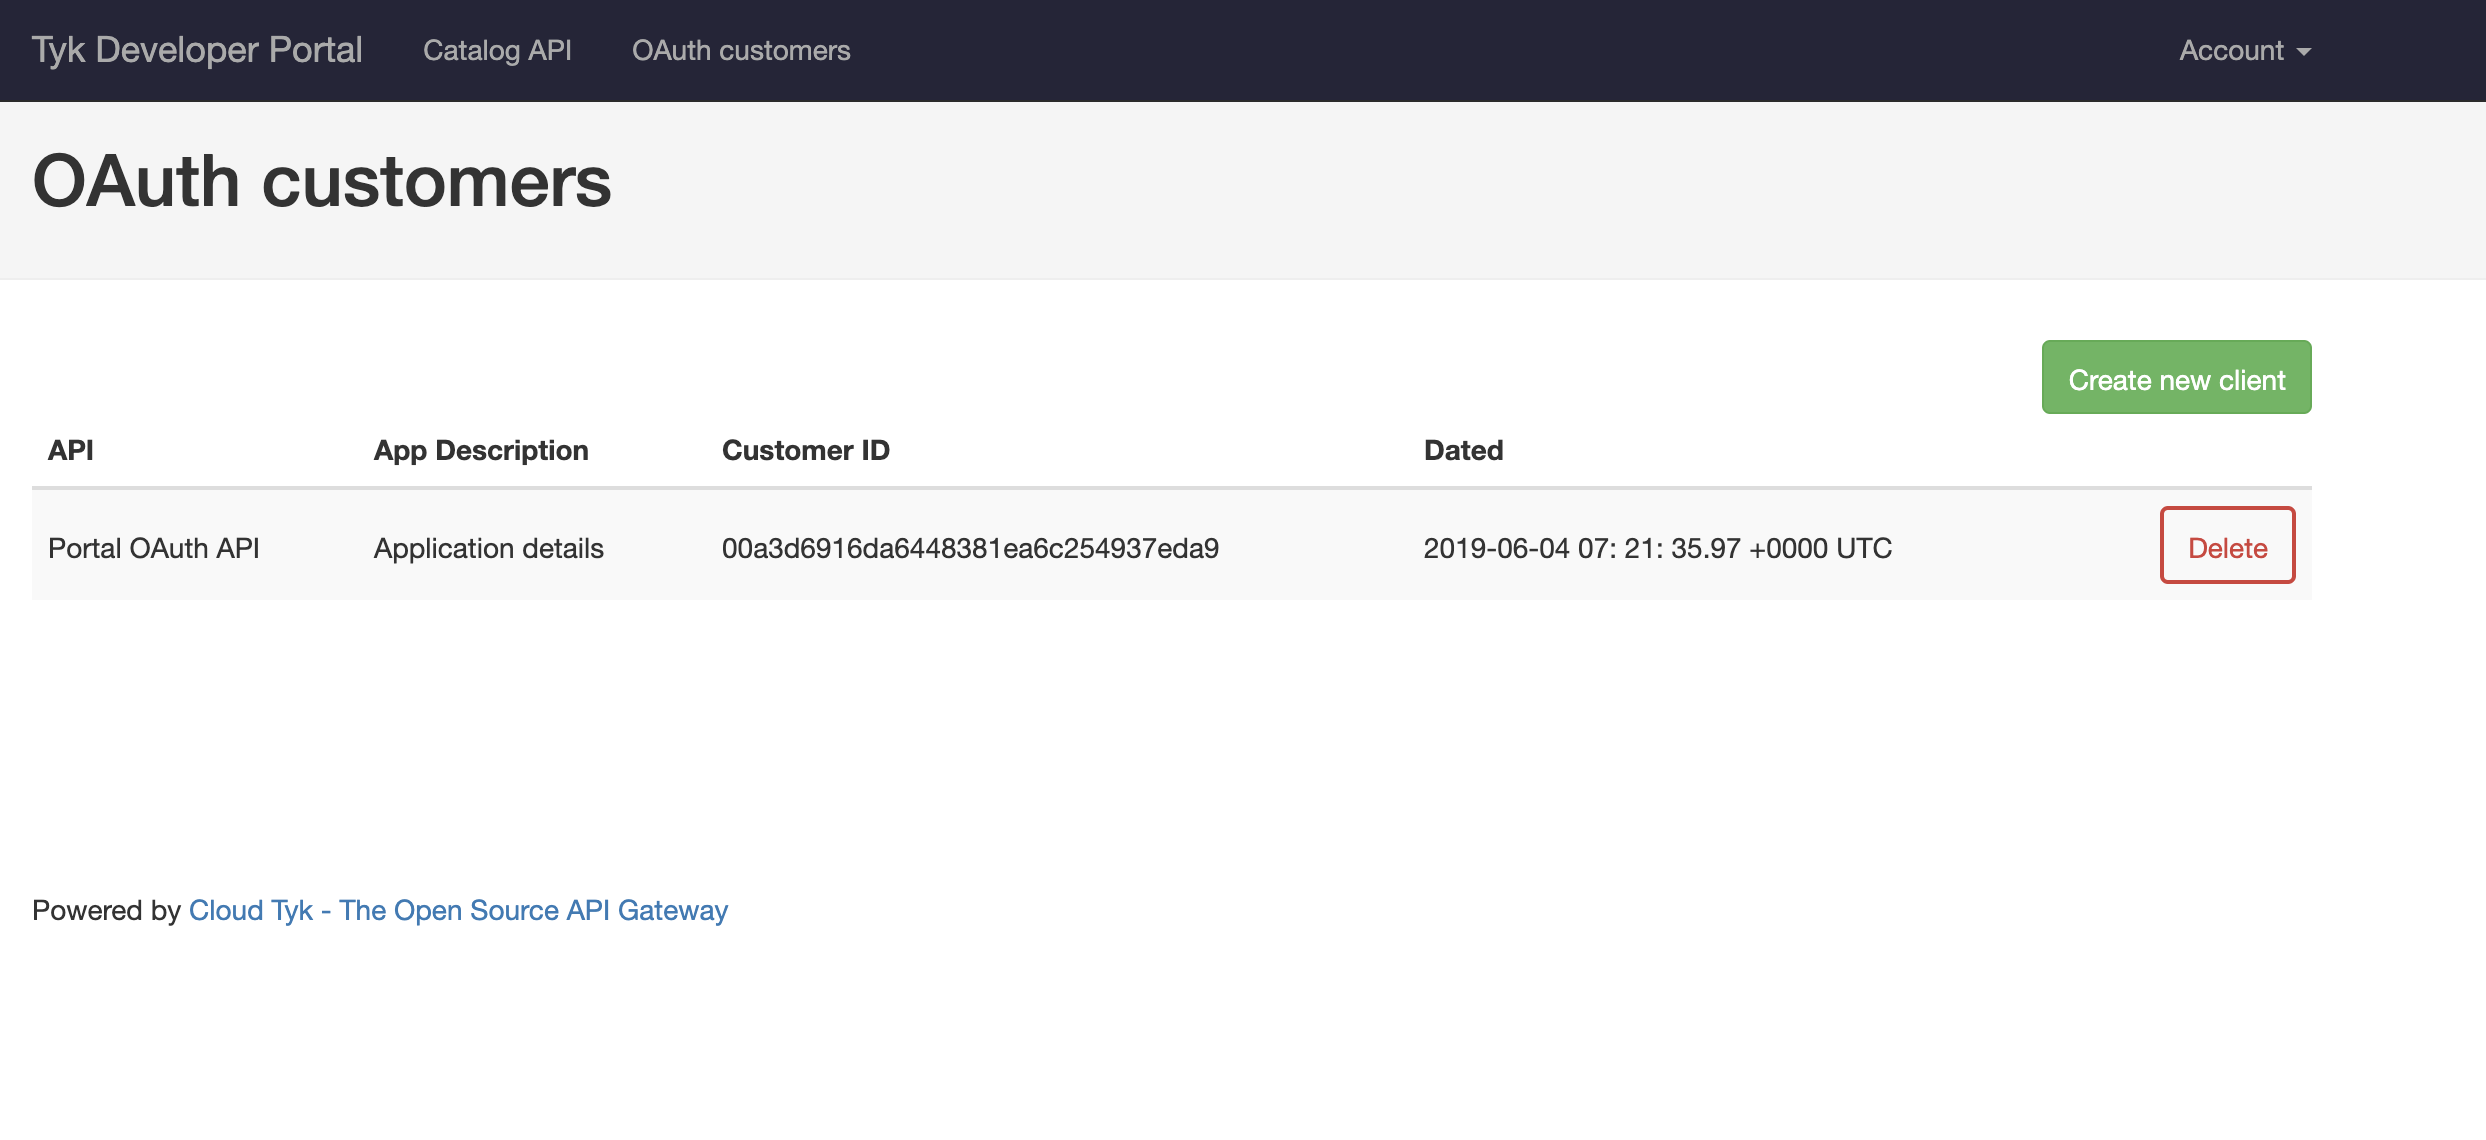 Tyk Developer Portal Catalog API OAuth customers Account
OAuth customers
Create new client
API App Description Customer ID Dated
Portal OAuth API Application details 00a3d6916da6448381ea6c254937eda9 2019-06-04 07: 21: 35.97 +0000 UTC Delete
Powered by Cloud Tyk - The Open Source API Gateway